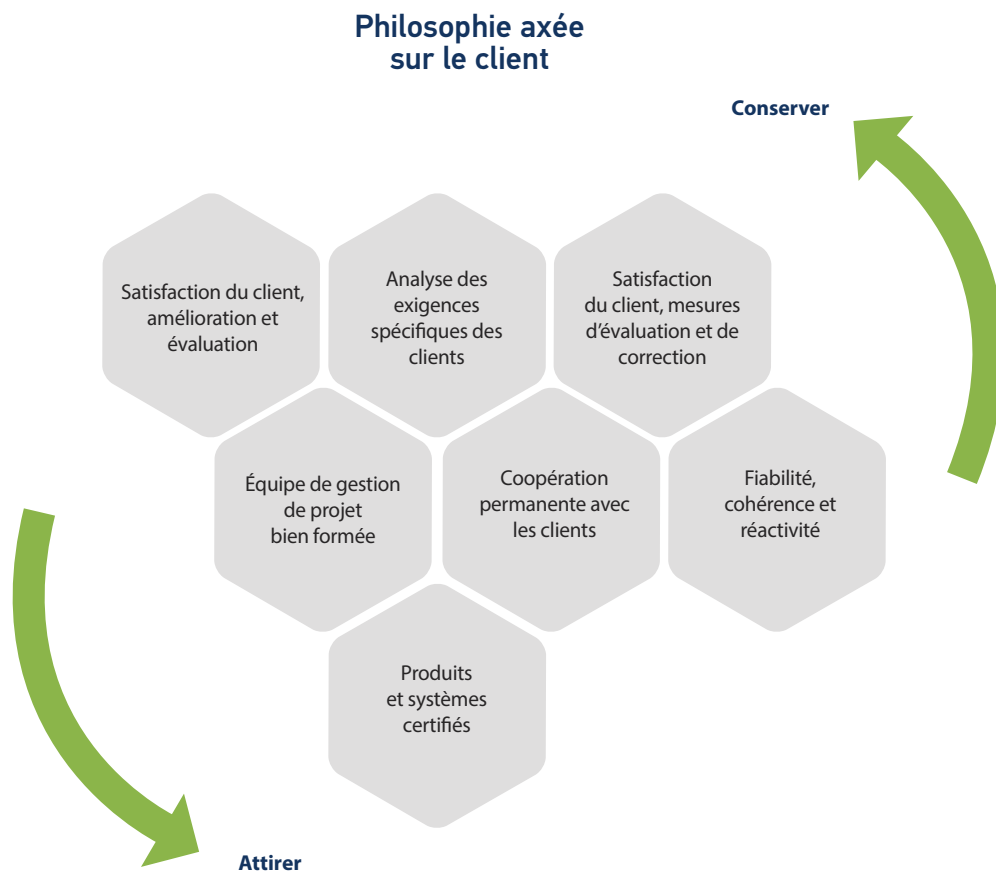 Philosophie axée
sur le client
Conserver
Satisfaction du client,
amélioration et
évaluation
Analyse des
exigences
spécifiques des
clients
Satisfaction
du client, mesures
d’évaluation et de
correction
Équipe de gestion
de projet
bien formée
Coopération
permanente avec
les clients
Fiabilité,
cohérence et
réactivité
Produits
et systèmes
certifiés
Attirer